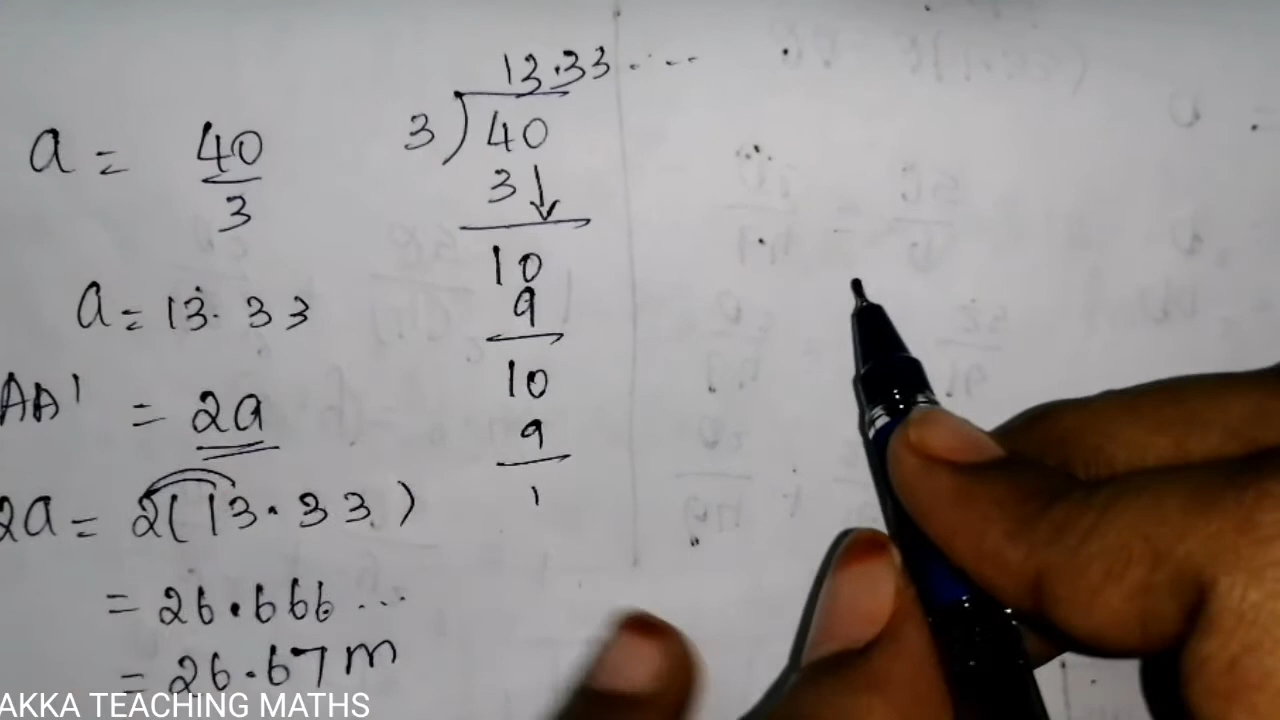 a = 40/3
a = 13.33
AA' = 2a
2a = 2(13.33)
= 26.666...
= 26.67 m
13.33....
3)40
3↓
10
9
10
9
1
AKKA TEACHING MATHS